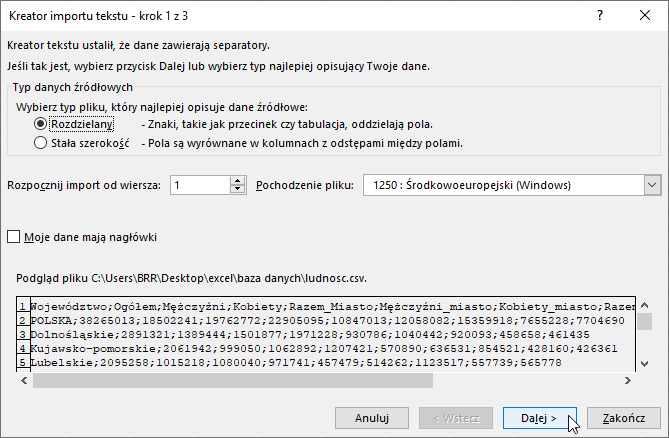 Kreator importu tekstu - krok 1 z 3
Kreator tekstu ustalił, że dane zawierają separatory.
Jeśli tak jest, wybierz przycisk Dalej lub wybierz typ najlepiej opisujący Twoje dane.
Typ danych źródłowych
Wybierz typ pliku, który najlepiej opisuje dane źródłowe:
Rozdzielany - Znaki, takie jak przecinek czy tabulacja, oddzielają pola.
Stała szerokość - Pola są wyrównane w kolumnach z odstępami między polami.
Rozpocznij import od wiersza: 1 Pochodzenie pliku: 1250 : Środkowoeuropejski (Windows)
Moje dane mają nagłówki
Podgląd pliku C:\Users\BRR\Desktop\excel\baza danych\ludnosc.csv.
1 Województwo;Ogółem;Mężczyźni;Kobiety;Razem_Miasto;Mężczyźni_miasto;Kobiety_miasto;Razem
2 POLSKA;38265013;18502241;19762772;22905095;10847013;12058082;15359918;7655228;7704690
3 Dolnośląskie;2891321;1389444;1501877;1971228;930786;1040442;920093;458658;461435
4 Kujawsko-pomorskie;2061942;999050;1062892;1207421;570890;636531;854521;428160;426361
5 Lubelskie;2095258;1015218;1080040;971741;457479;514262;1123517;557739;565778
Anuluj < Wstecz Dalej > Zakończ